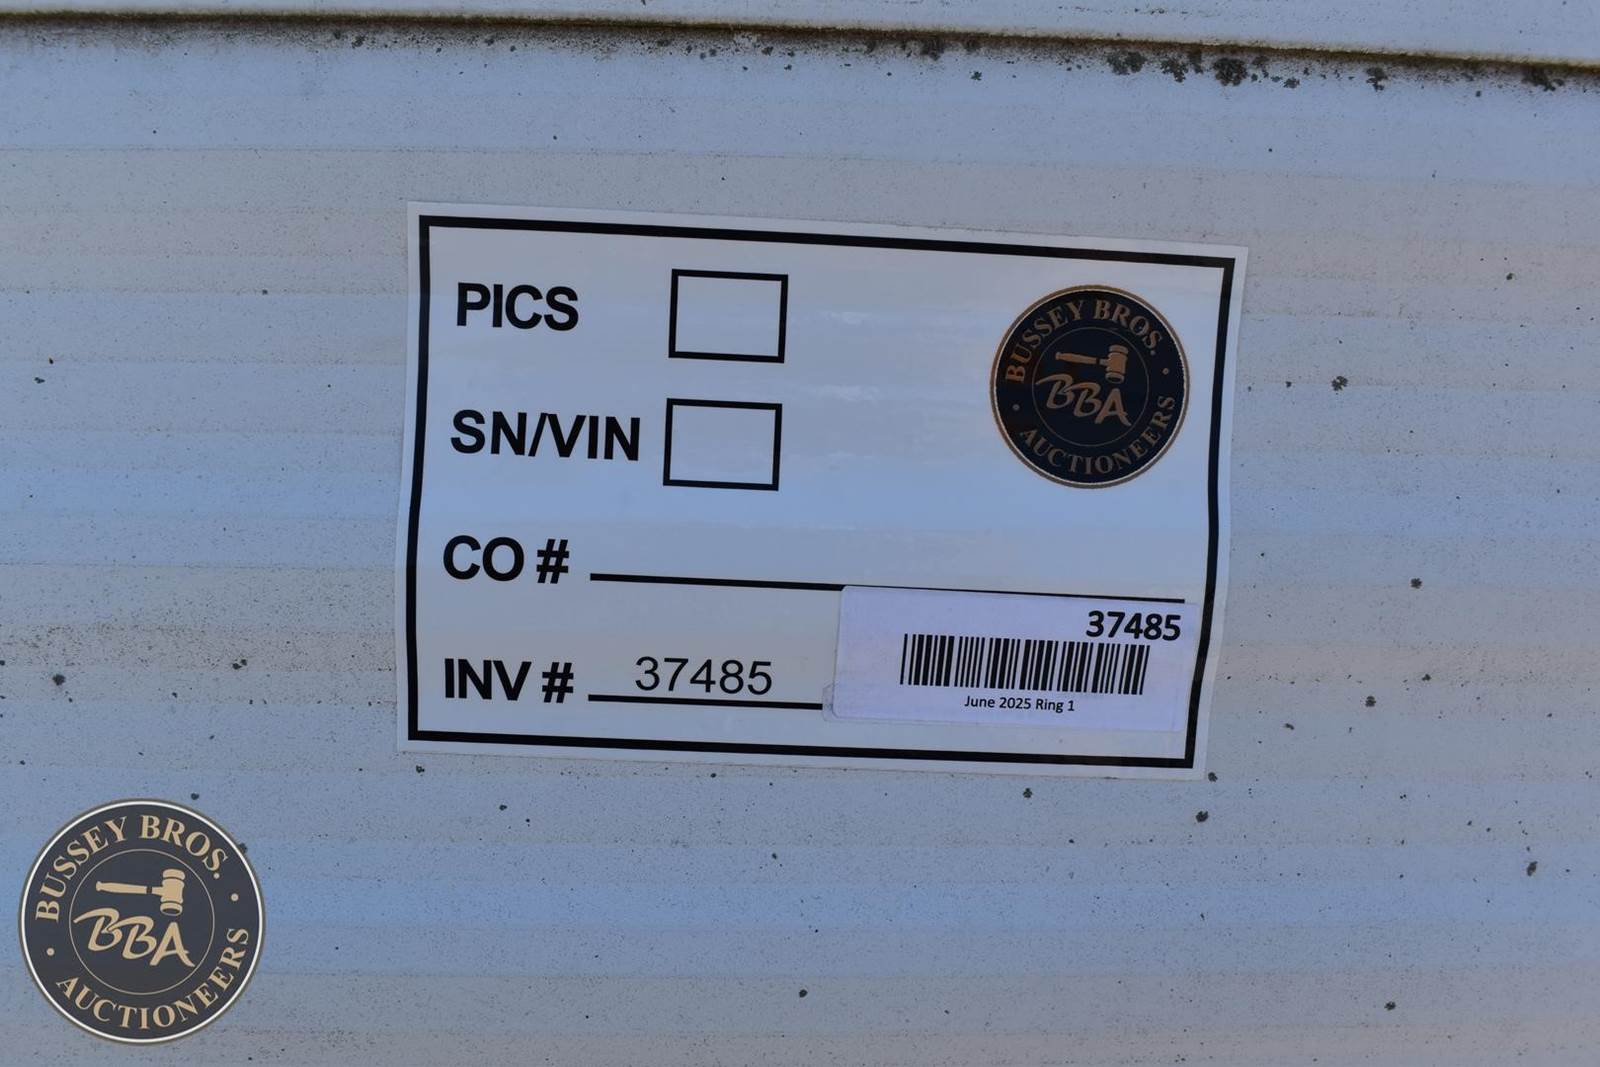 PICS
BUSSEY BROS.
BBA
AUCTIONEERS
SN/VIN
CO #
37485
INV # 37485
June 2025 Ring 1
BUSSEY BROS.
BBA
AUCTIONEERS